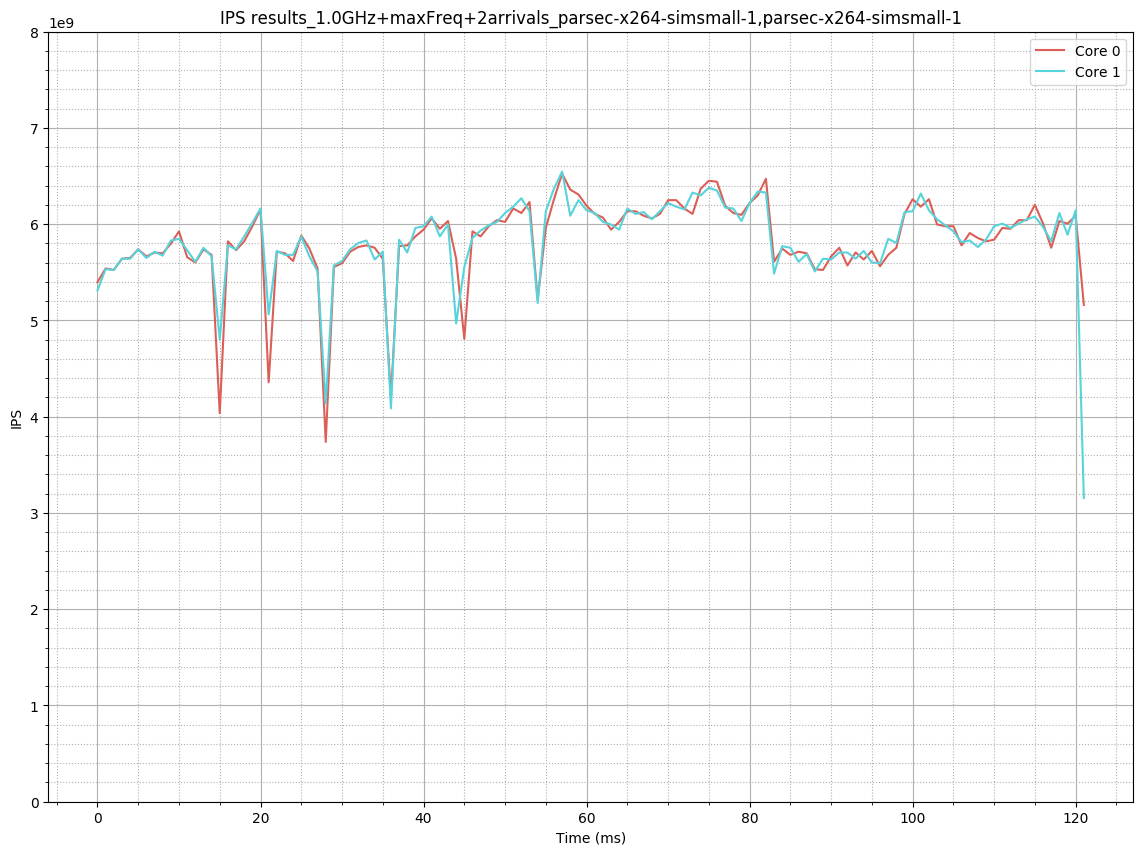 IPS results_1.0GHz+maxFreq+2arrivals_parsec-x264-simsmall-1,parsec-x264-simsmall-1
1e9
Core 0
Core 1
8
7
6
5
4
3
2
1
0
IPS
0 20 40 60 80 100 120
Time (ms)